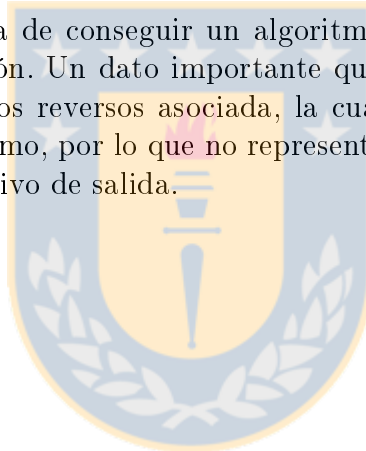 a de conseguir un algoritm
ón. Un dato importante qu
os reversos asociada, la cua
mo, por lo que no represent
ivo de salida.